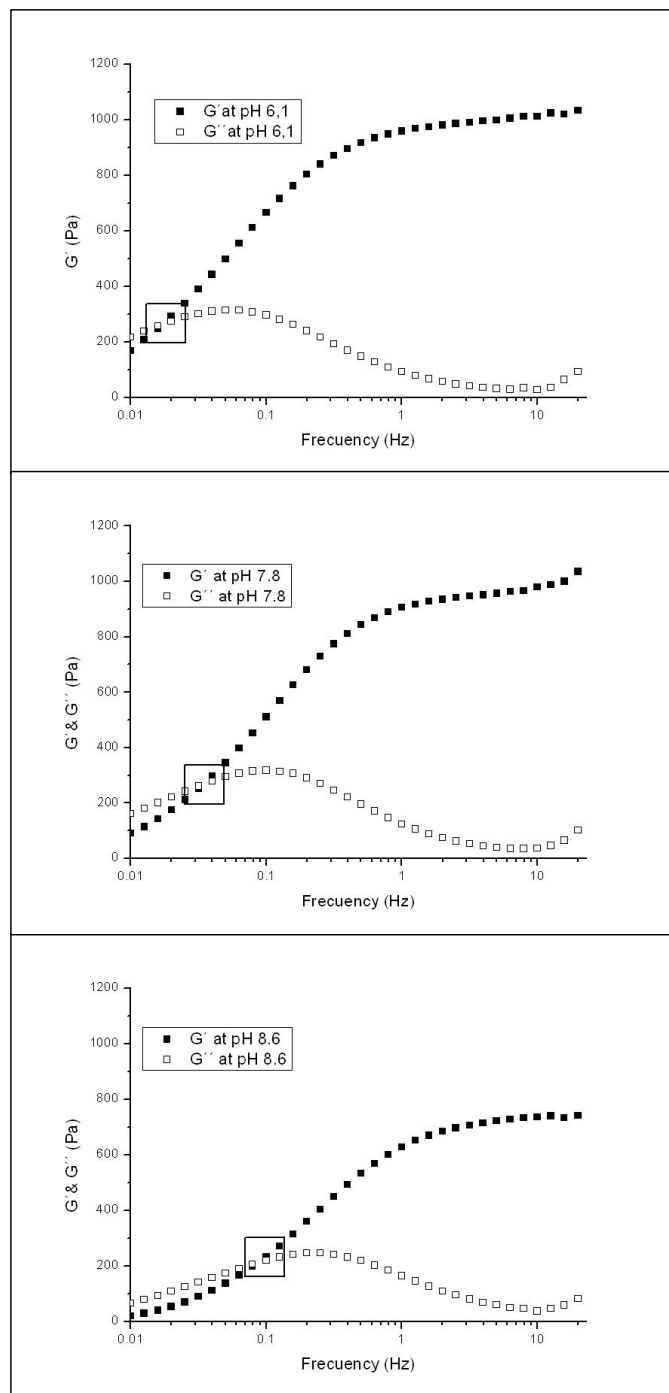 1200
1000
800
600
400
200
0
G´ (Pa)
G´at pH 6,1
G´´at pH 6,1
0.01 0.1 1 10
Frecuency (Hz)
1200
1000
800
600
400
200
0
G´& G´´ (Pa)
G´ at pH 7.8
G´´ at pH 7.8
0.01 0.1 1 10
Frecuency (Hz)
1200
1000
800
600
400
200
0
G´& G´´ (Pa)
G´ at pH 8.6
G´´ at pH 8.6
0.01 0.1 1 10
Frecuency (Hz)